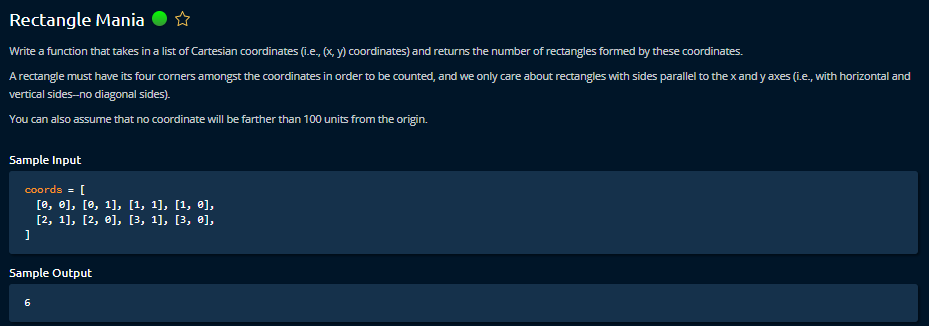 Rectangle Mania
Write a function that takes in a list of Cartesian coordinates (i.e., (x, y) coordinates) and returns the number of rectangles formed by these coordinates.
A rectangle must have its four corners amongst the coordinates in order to be counted, and we only care about rectangles with sides parallel to the x and y axes (i.e., with horizontal and
vertical sides--no diagonal sides).
You can also assume that no coordinate will be farther than 100 units from the origin.
Sample Input
coords = [
[0, 0], [0, 1], [1, 1], [1, 0],
[2, 1], [2, 0], [3, 1], [3, 0],
]
Sample Output
6